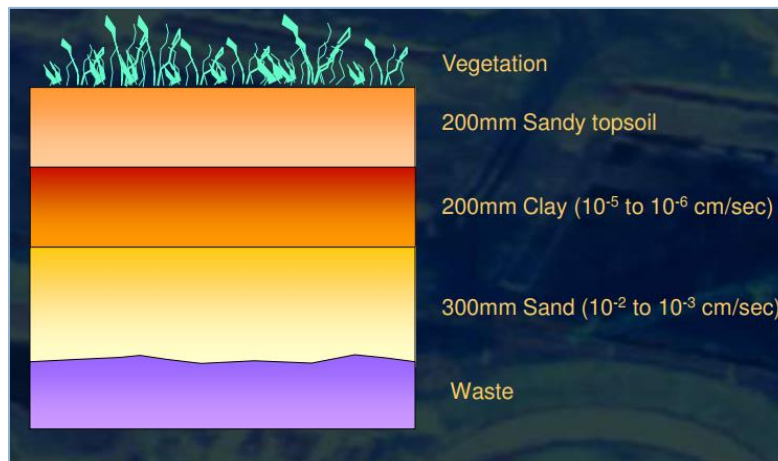 Vegetation
200mm Sandy topsoil
200mm Clay (10⁻⁵ to 10⁻⁶ cm/sec)
300mm Sand (10⁻² to 10⁻³ cm/sec)
Waste